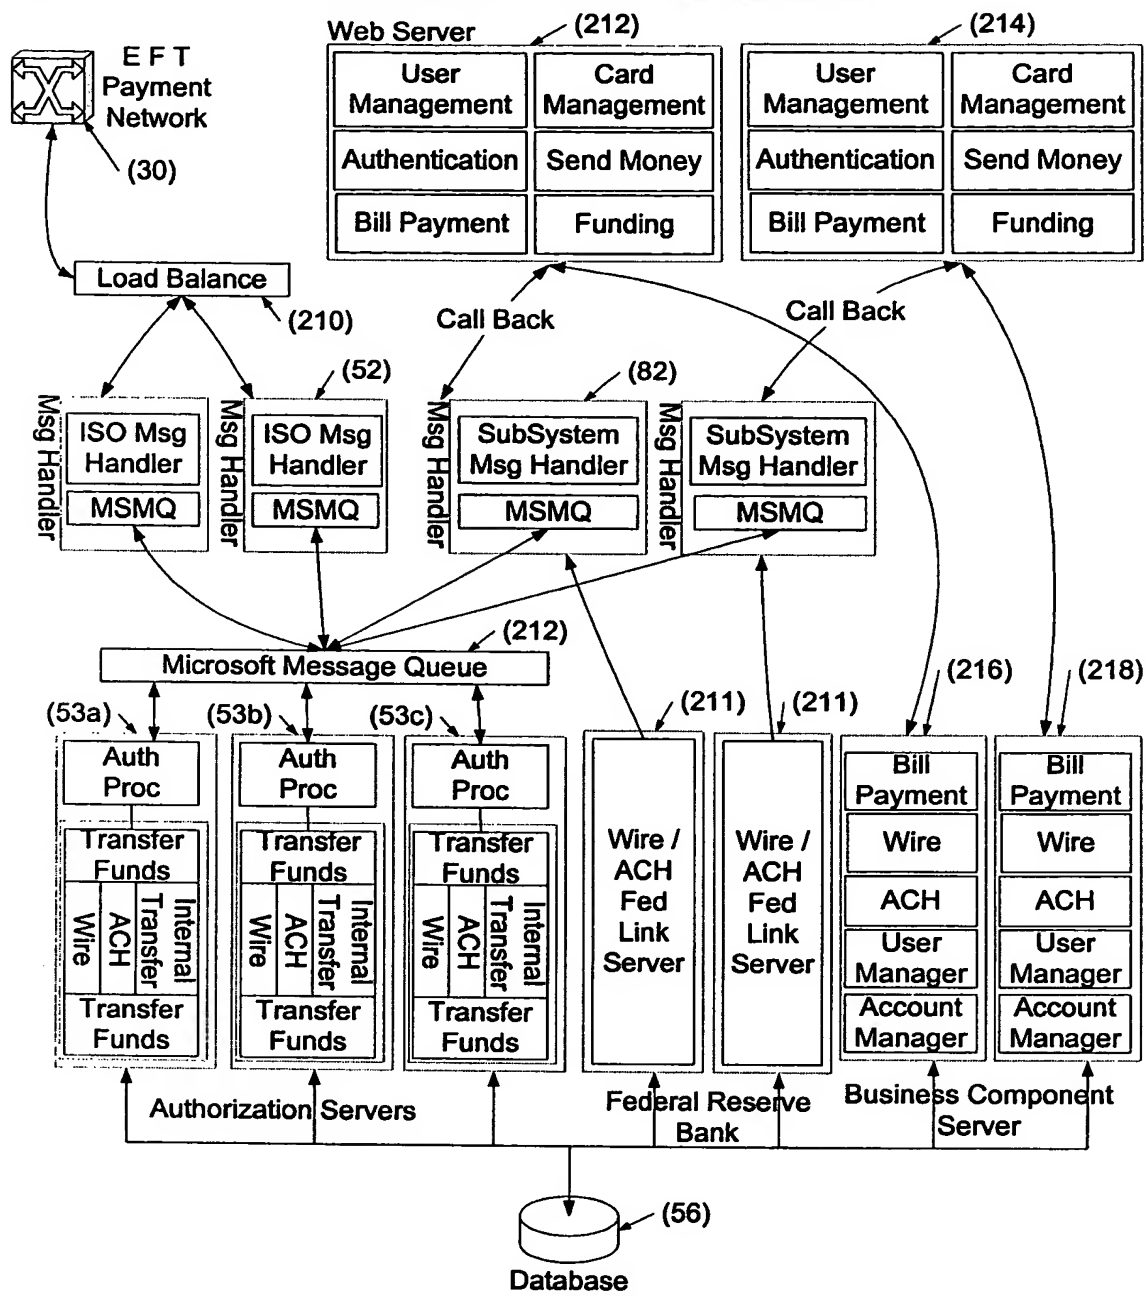 E F T
Payment
Network
(30)
Web Server
(212)
User
Management
Card
Management
Authentication
Send Money
Bill Payment
Funding
(214)
User
Management
Card
Management
Authentication
Send Money
Bill Payment
Funding
Load Balance
(210)
Call Back
Call Back
Msg Handler
ISO Msg
Handler
MSMQ
(52)
Msg Handler
ISO Msg
Handler
MSMQ
(82)
Msg Handler
SubSystem
Msg Handler
MSMQ
Msg Handler
SubSystem
Msg Handler
MSMQ
(212)
Microsoft Message Queue
(53a)
Auth
Proc
Transfer
Funds
Wire
ACH
Internal
Transfer
Transfer
Funds
(53b)
Auth
Proc
Transfer
Funds
Wire
ACH
Internal
Transfer
Transfer
Funds
(53c)
Auth
Proc
Transfer
Funds
Wire
ACH
Internal
Transfer
Transfer
Funds
(211)
Wire /
ACH
Fed
Link
Server
(211)
Wire /
ACH
Fed
Link
Server
(216)
Bill
Payment
Wire
ACH
User
Manager
Account
Manager
(218)
Bill
Payment
Wire
ACH
User
Manager
Account
Manager
Authorization Servers
Federal Reserve
Bank
Business Component
Server
(56)
Database